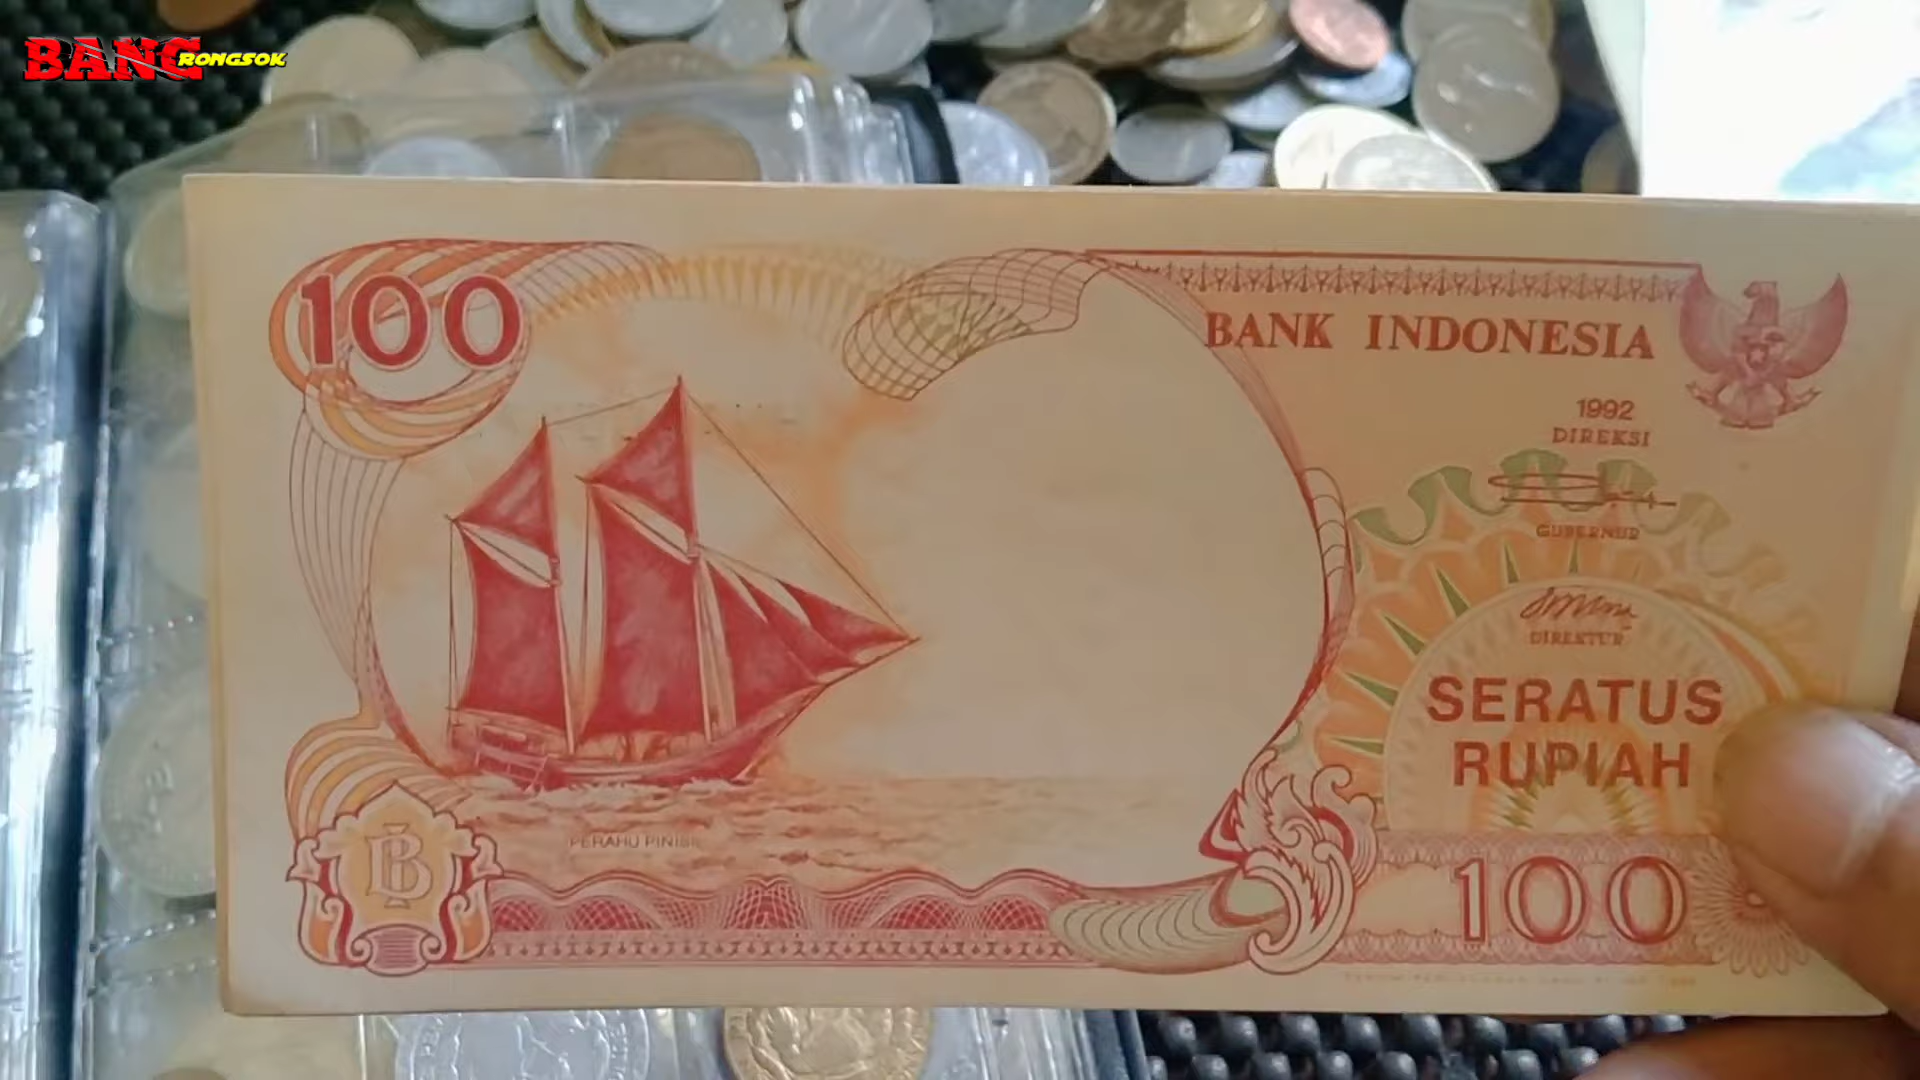 BANG
RONGSOK
100
BANK INDONESIA
1992
DIREKSI
GUBERNUR
DIREKTUR
SERATUS
RUPIAH
PERAHU PINISI
100